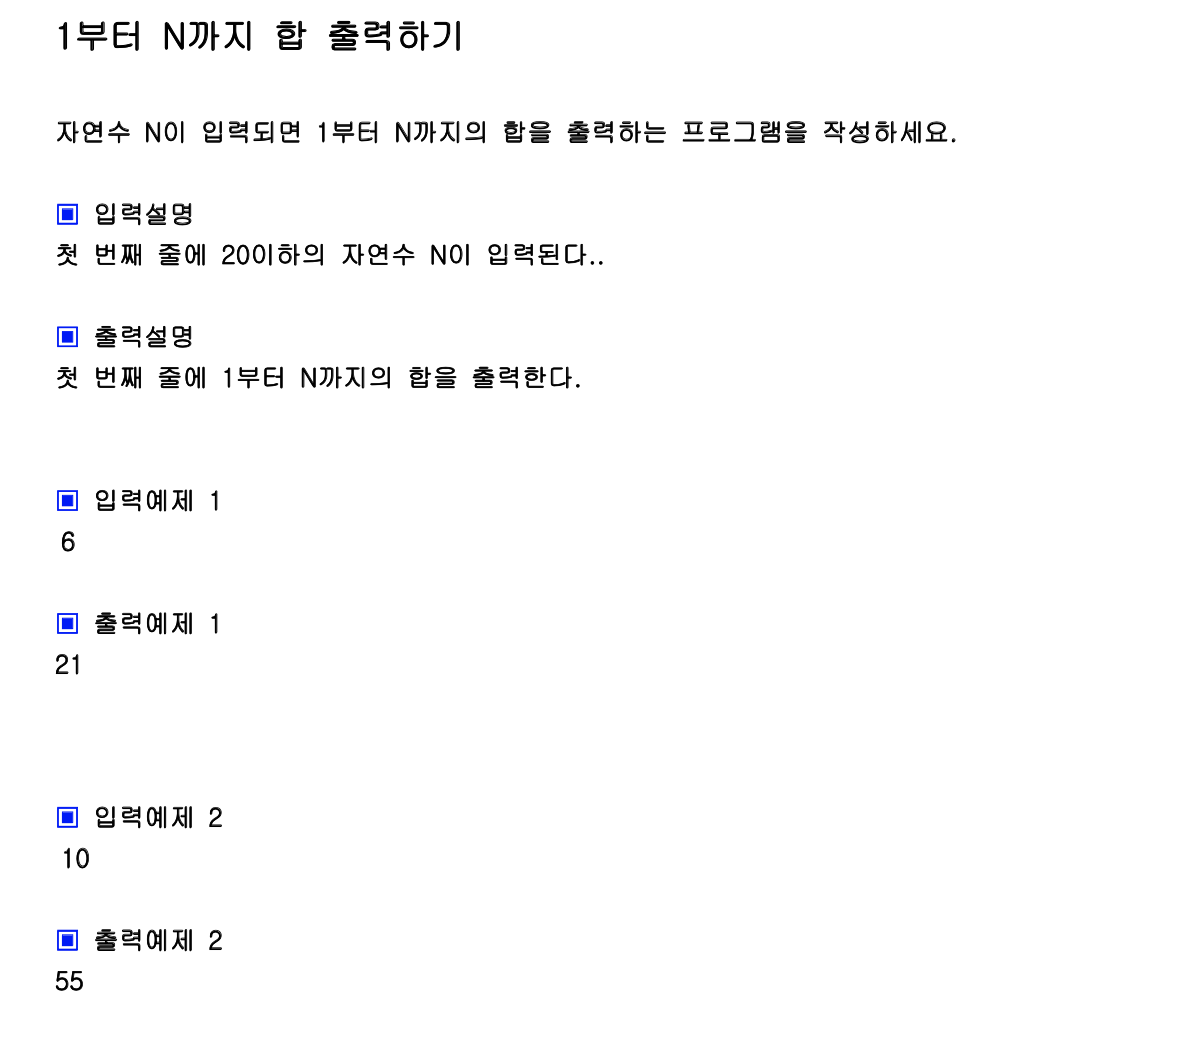 1부터 N까지 합 출력하기
자연수 N이 입력되면 1부터 N까지의 합을 출력하는 프로그램을 작성하세요.
▣ 입력설명
첫 번째 줄에 20이하의 자연수 N이 입력된다..
▣ 출력설명
첫 번째 줄에 1부터 N까지의 합을 출력한다.
▣ 입력예제 1
6
▣ 출력예제 1
21
▣ 입력예제 2
10
▣ 출력예제 2
55